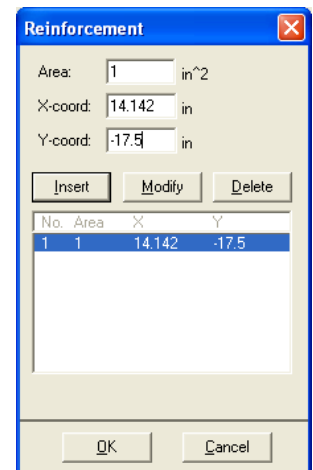 Reinforcement
Area: 1 in^2
X-coord: 14.142 in
Y-coord: -17.5 in
Insert Modify Delete
No. Area X Y
1 1 14.142 -17.5
OK Cancel